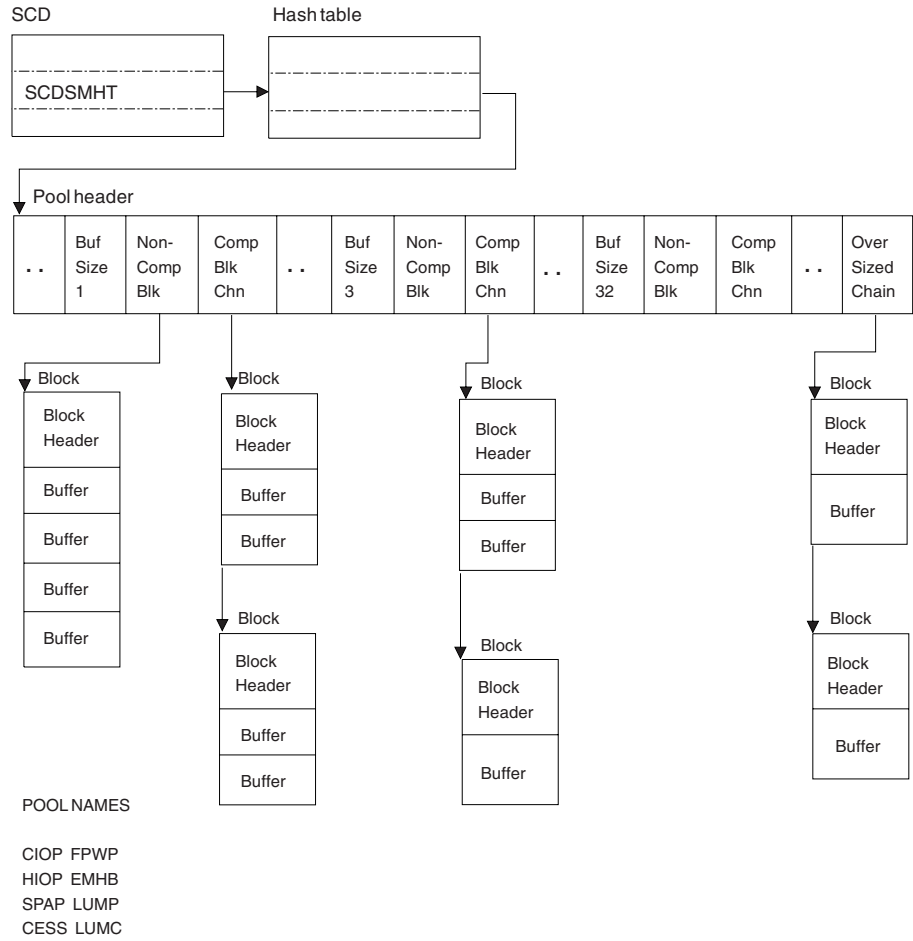 SCD Hash table
SCDSMHT
Pool header
. . Buf Size 1 Non- Comp Blk Comp Blk Chn . . Buf Size 3 Non- Comp Blk Comp Blk Chn . . Buf Size 32 Non- Comp Blk Comp Blk Chn . . Over Sized Chain
Block Block Block Block
Block Header Block Header Block Header Block Header
Buffer Buffer Buffer Buffer
Buffer Buffer Buffer
Buffer
Buffer
Block Block Block
Block Header Block Header Block Header
Buffer Buffer Buffer
Buffer
POOL NAMES
CIOP FPWP
HIOP EMHB
SPAP LUMP
CESS LUMC